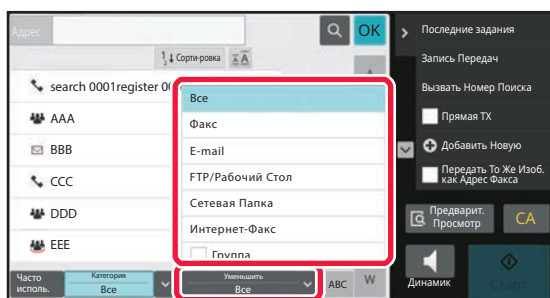 Адрес
OK
Сорти-ровка
search 0001register 00
AAA
BBB
CCC
DDD
EEE
Все
Факс
E-mail
FTP/Рабочий Стол
Сетевая Папка
Интернет-Факс
Группа
Часто
исполь.
Категория
Все
Уменьшить
Все
ABC
W
Последние задания
Запись Передач
Вызвать Номер Поиска
Прямая TX
Добавить Новую
Передать То Же Изоб.
как Адрес Факса
Предварит.
Просмотр
CA
Динамик
Старт